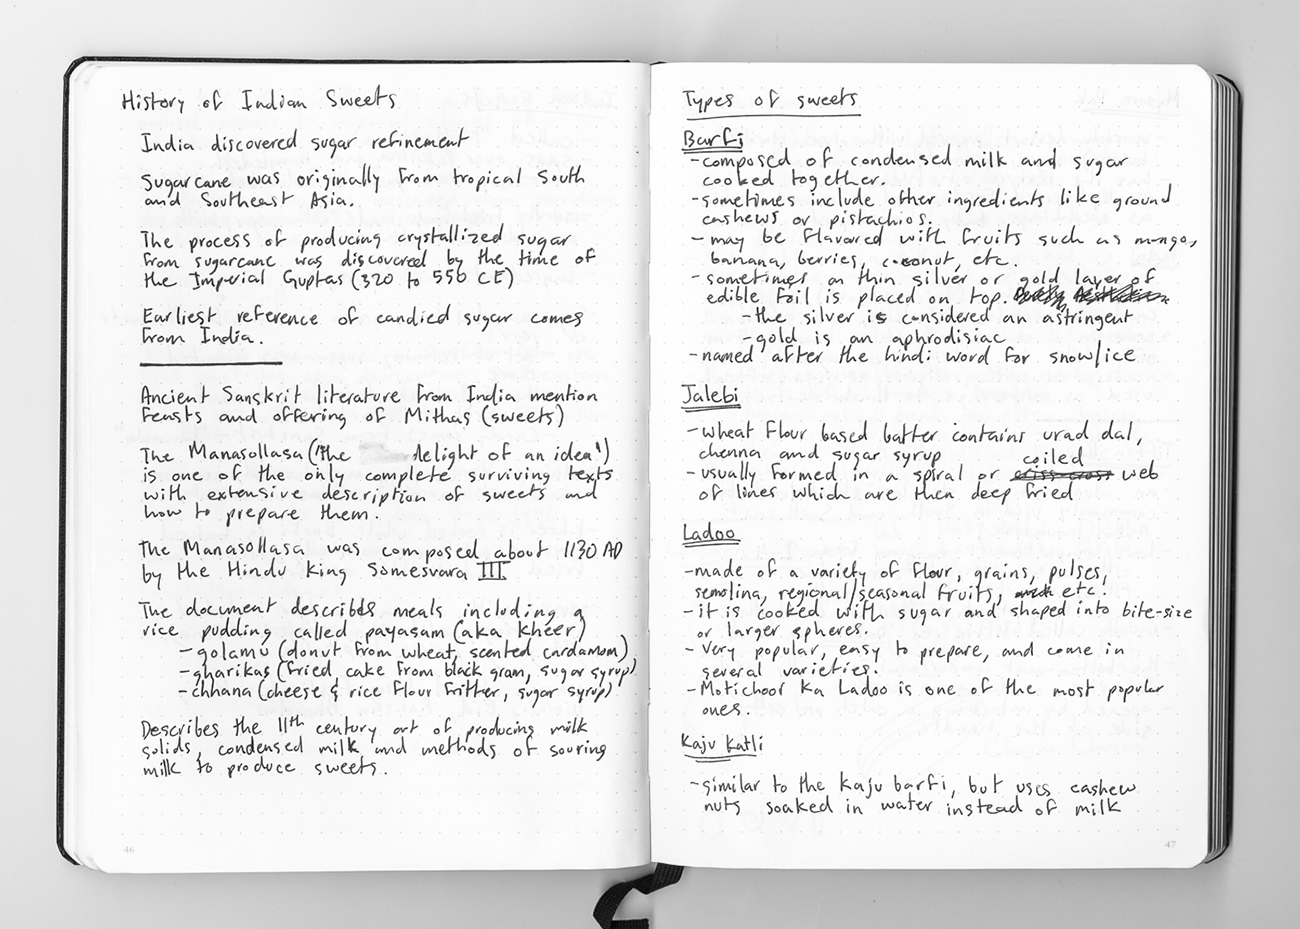 History of Indian Sweets
India discovered sugar refinement
Sugarcane was originally from tropical South
and Southeast Asia.
The process of producing crystallized sugar
from sugarcane was discovered by the time of
the Imperial Guptas (320 to 550 CE)
Earliest reference of candied sugar comes
from India.
Ancient Sanskrit literature from India mention
feasts and offering of Mithas (sweets)
The Manasollasa ("The delight of an idea")
is one of the only complete surviving texts
with extensive description of sweets and
how to prepare them.
The Manasollasa was composed about 1130 AD
by the Hindu King Somesvara III.
The document describes meals including a
rice pudding called payasam (aka kheer)
- golamu (donut from wheat, scented cardamom)
- gharikas (fried, cake from black gram, sugar syrup)
- chhana (cheese & rice flour fritter, sugar syrup)
Describes the 11th century art of producing milk
solids, condensed milk and methods of souring
milk to produce sweets.
46
Types of sweets
Barfi
- composed of condensed milk and sugar
cooked together.
- sometimes include other ingredients like ground
cashews or pistachios.
- may be flavored with fruits such as mango,
banana, berries, coconut, etc.
- sometimes a thin silver or gold layer of
edible foil is placed on top.
- the silver is considered an astringent
- gold is an aphrodisiac
- named after the hindi word for snow/ice
Jalebi
- wheat flour based batter contains urad dal,
chenna and sugar syrup
- usually formed in a spiral or coiled web
of lines which are then deep fried
Ladoo
- made of a variety of flour, grains, pulses,
semolina, regional/seasonal fruits, etc.
- it is cooked with sugar and shaped into bite-size
or larger spheres.
- Very popular, easy to prepare, and come in
several varieties.
- Motichoor Ka Ladoo is one of the most popular
ones.
Kaju Katli
- similar to the kaju barfi, but uses cashew
nuts soaked in water instead of milk
47